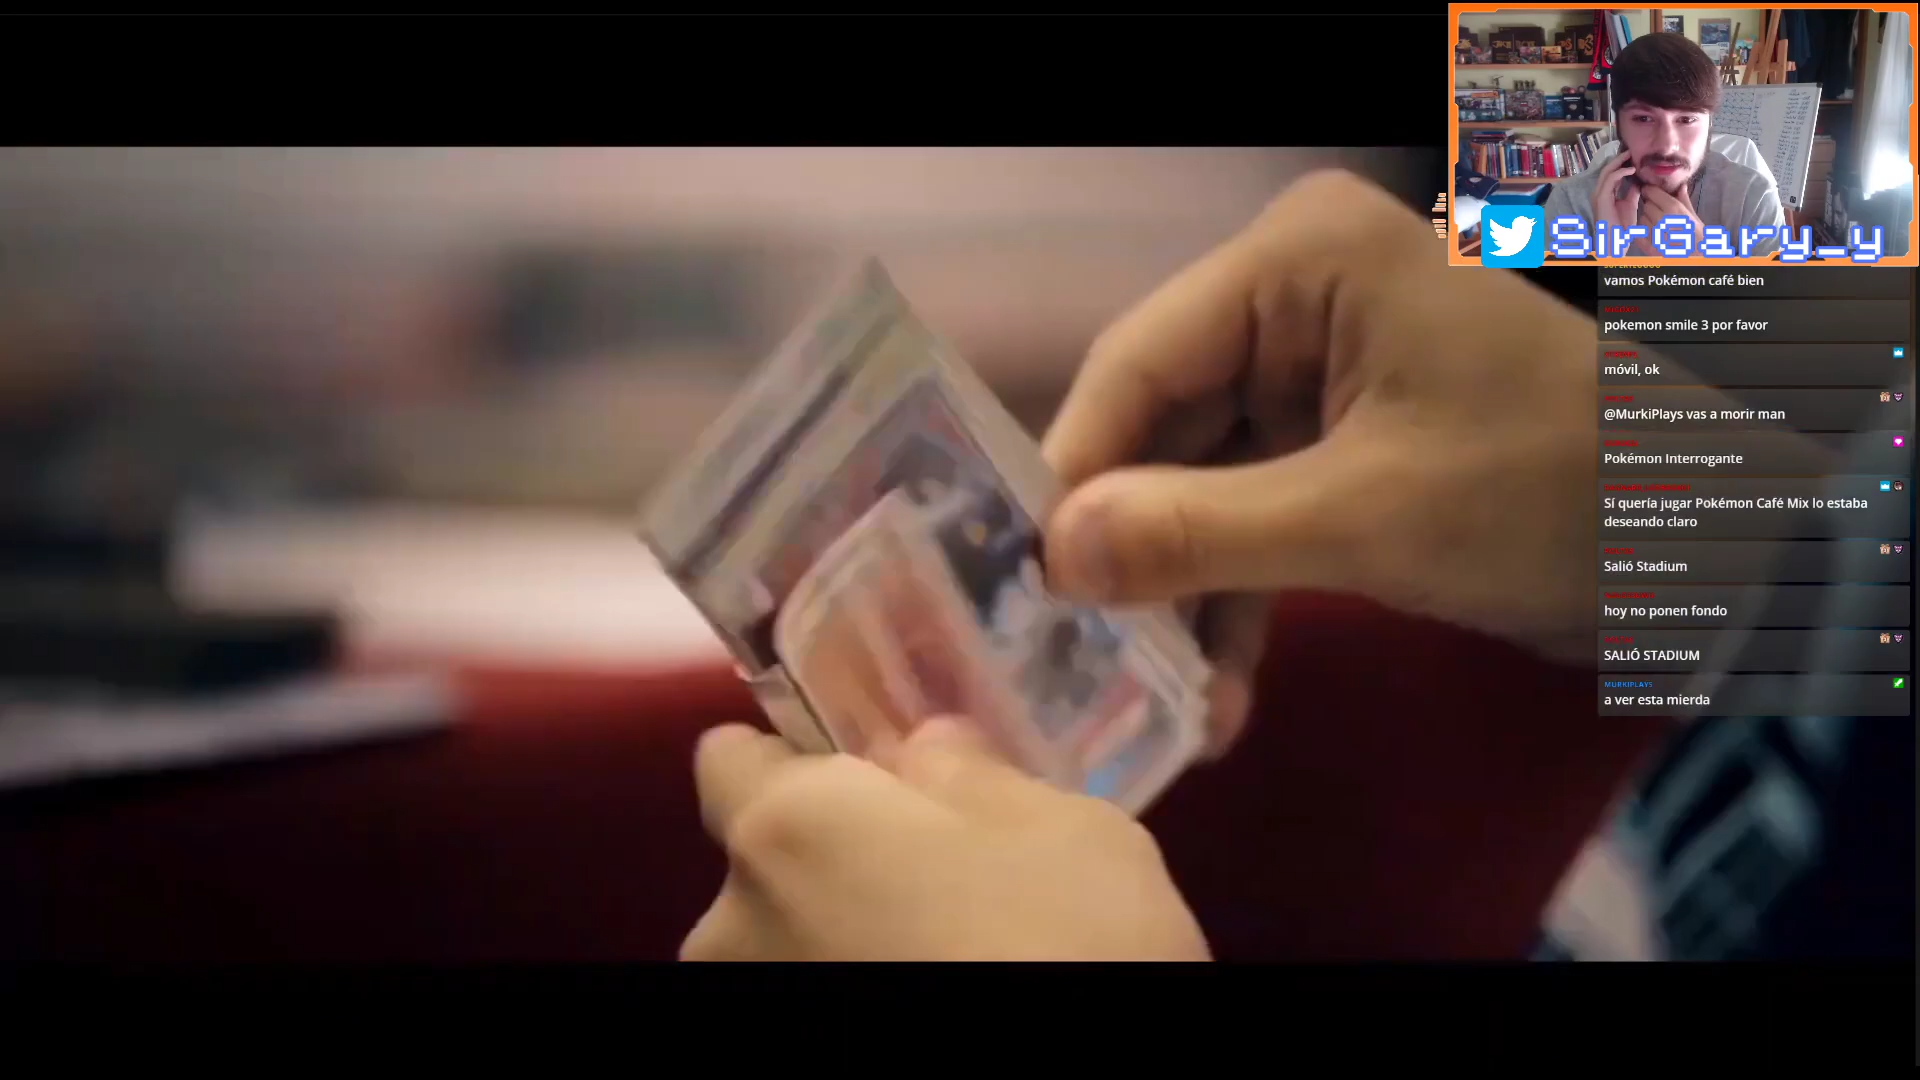 SirGary_y
vamos Pokémon café bien
pokemon smile 3 por favor
móvil, ok
@MurkiPlays vas a morir man
Pokémon Interrogante
Sí quería jugar Pokémon Café Mix lo estaba
deseando claro
Salió Stadium
hoy no ponen fondo
SALIÓ STADIUM
MURKIPLAYS
a ver esta mierda